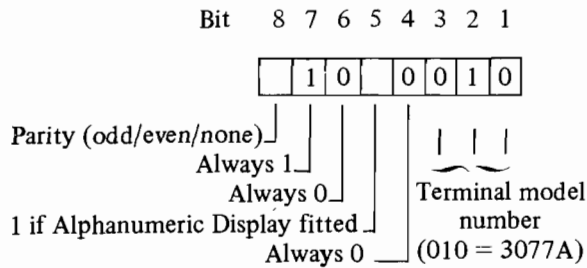 Bit 8 7 6 5 4 3 2 1
1 0 0 0 1 0
Parity (odd/even/none)
Always 1
Always 0
Terminal model
1 if Alphanumeric Display fitted
number
Always 0
(010 = 3077A)